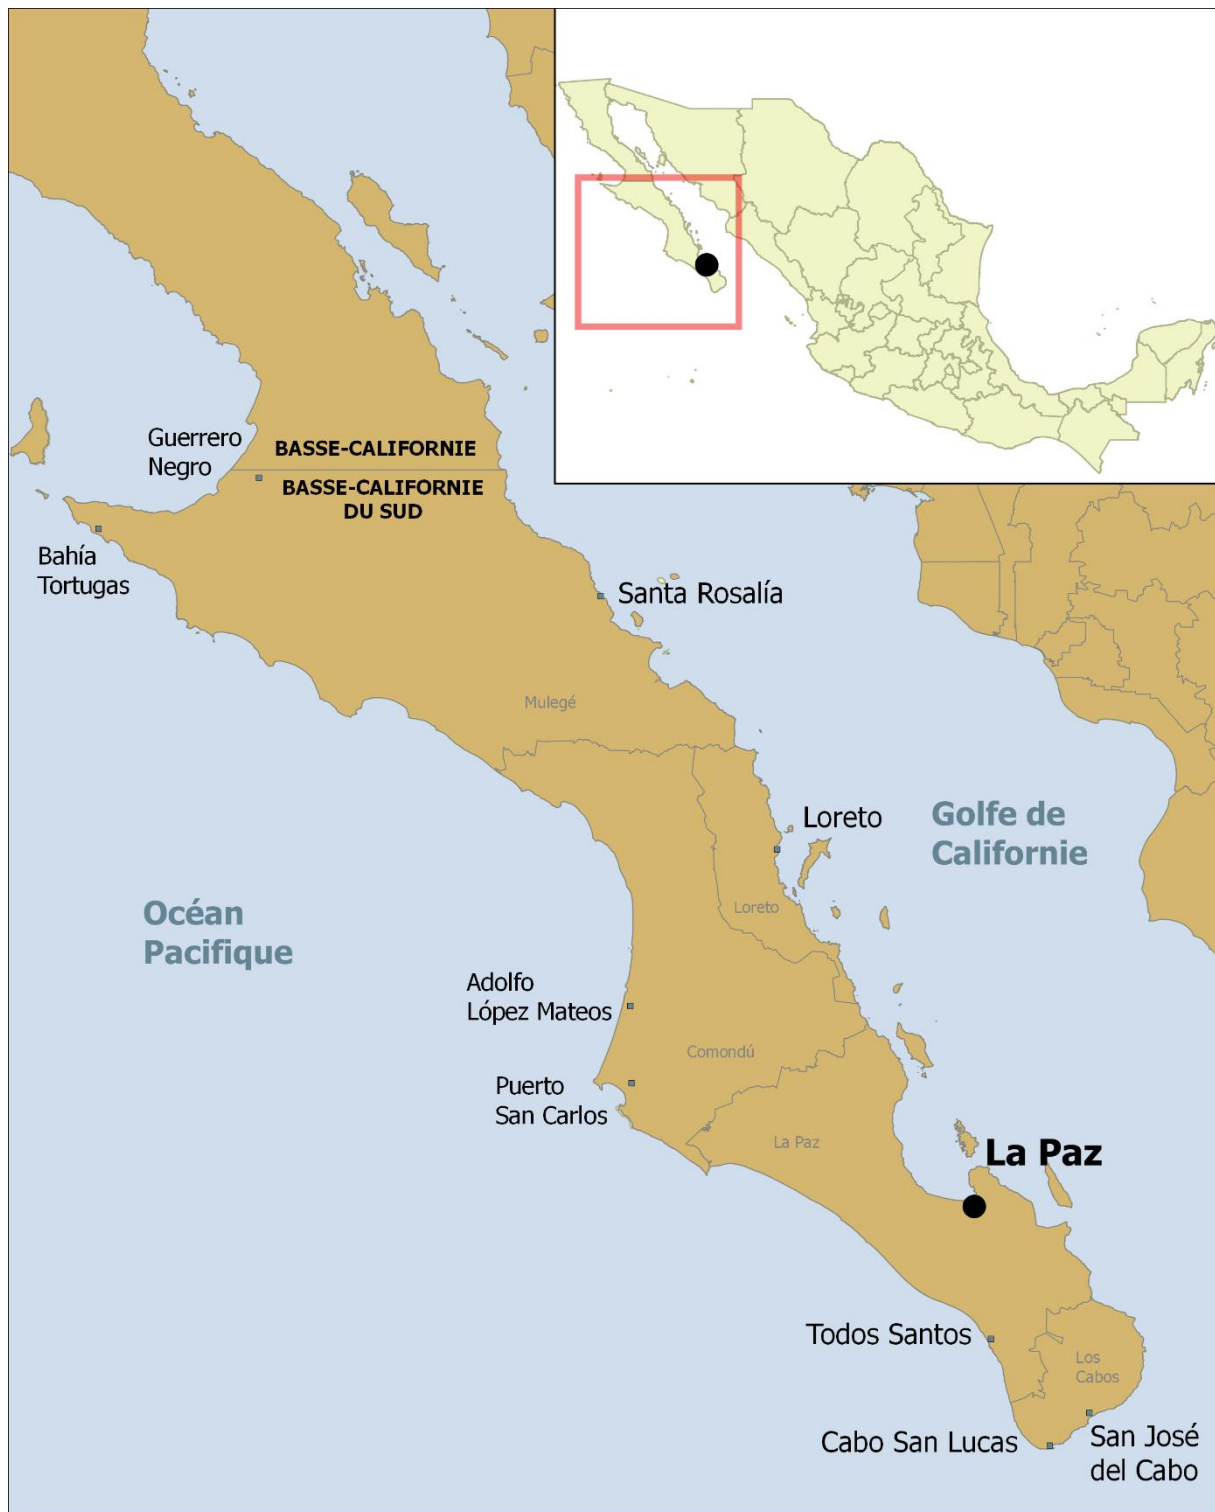 Guerrero
Negro
BASSE-CALIFORNIE
BASSE-CALIFORNIE
DU SUD
Bahía
Tortugas
Santa Rosalía
Mulegé
Loreto
Golfe de
Californie
Loreto
Océan
Pacifique
Adolfo
López Mateos
Comondú
Puerto
San Carlos
La Paz
La Paz
Todos Santos
Los
Cabos
Cabo San Lucas
San José
del Cabo